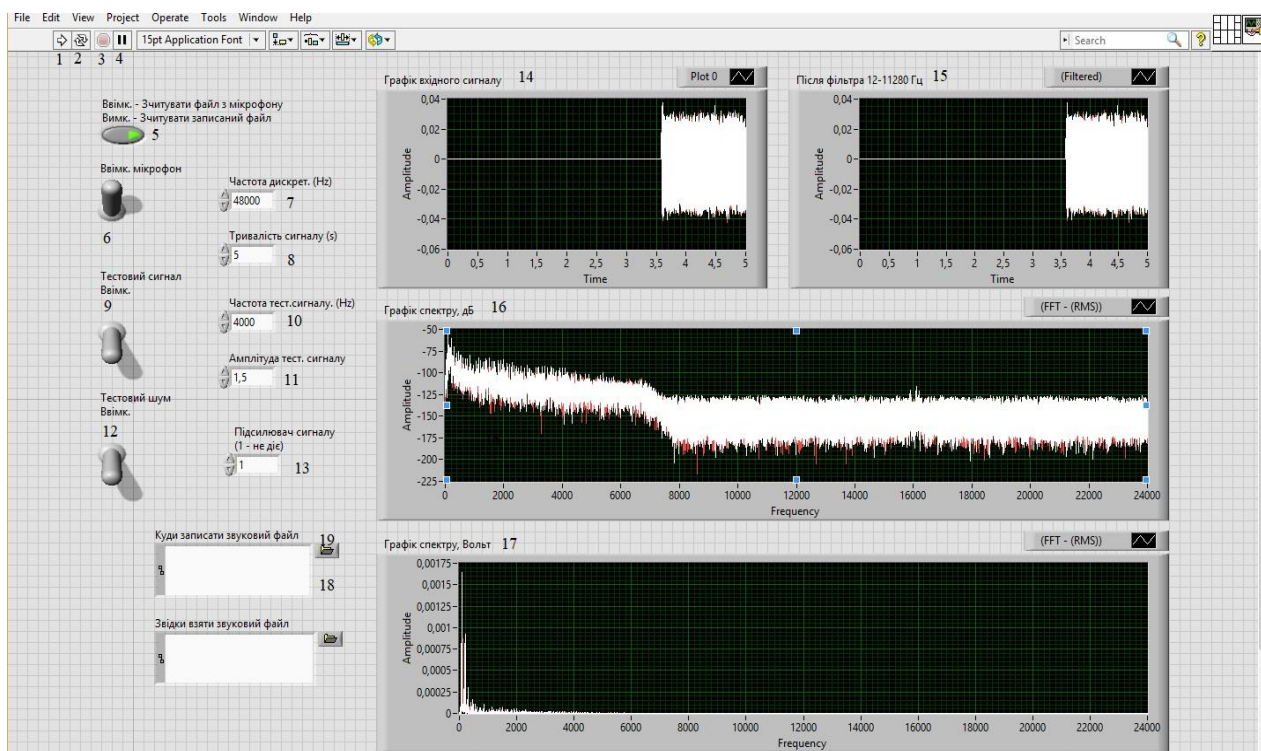 File Edit View Project Operate Tools Window Help
15pt Application Font
Search
1 2 3 4
Ввімк. - Зчитувати файл з мікрофону
Вимк. - Зчитувати записаний файл
5
Ввімк. мікрофон
6
Частота дискрет. (Hz)
48000
7
Тривалість сигналу (s)
5
8
Тестовий сигнал
Ввімк.
9
Частота тест.сигналу. (Hz)
4000
10
Амплітуда тест. сигналу
1,5
11
Тестовий шум
Ввімк.
12
Підсилювач сигналу
(1 - не діє)
1
13
Куди записати звуковий файл
19
18
Звідки взяти звуковий файл
Графік вхідного сигналу 14
Plot 0
Amplitude
0,04
0,02
0
-0,02
-0,04
-0,06
0 0,5 1 1,5 2 2,5 3 3,5 4 4,5 5
Time
Після фільтра 12-11280 Гц 15
(Filtered)
Amplitude
0,04
0,02
0
-0,02
-0,04
-0,06
0 0,5 1 1,5 2 2,5 3 3,5 4 4,5 5
Time
Графік спектру, дБ 16
(FFT - (RMS))
Amplitude
-50
-75
-100
-125
-150
-175
-200
-225
0 2000 4000 6000 8000 10000 12000 14000 16000 18000 20000 22000 24000
Frequency
Графік спектру, Вольт 17
(FFT - (RMS))
Amplitude
0,00175
0,0015
0,00125
0,001
0,00075
0,0005
0,00025
0
0 2000 4000 6000 8000 10000 12000 14000 16000 18000 20000 22000 24000
Frequency